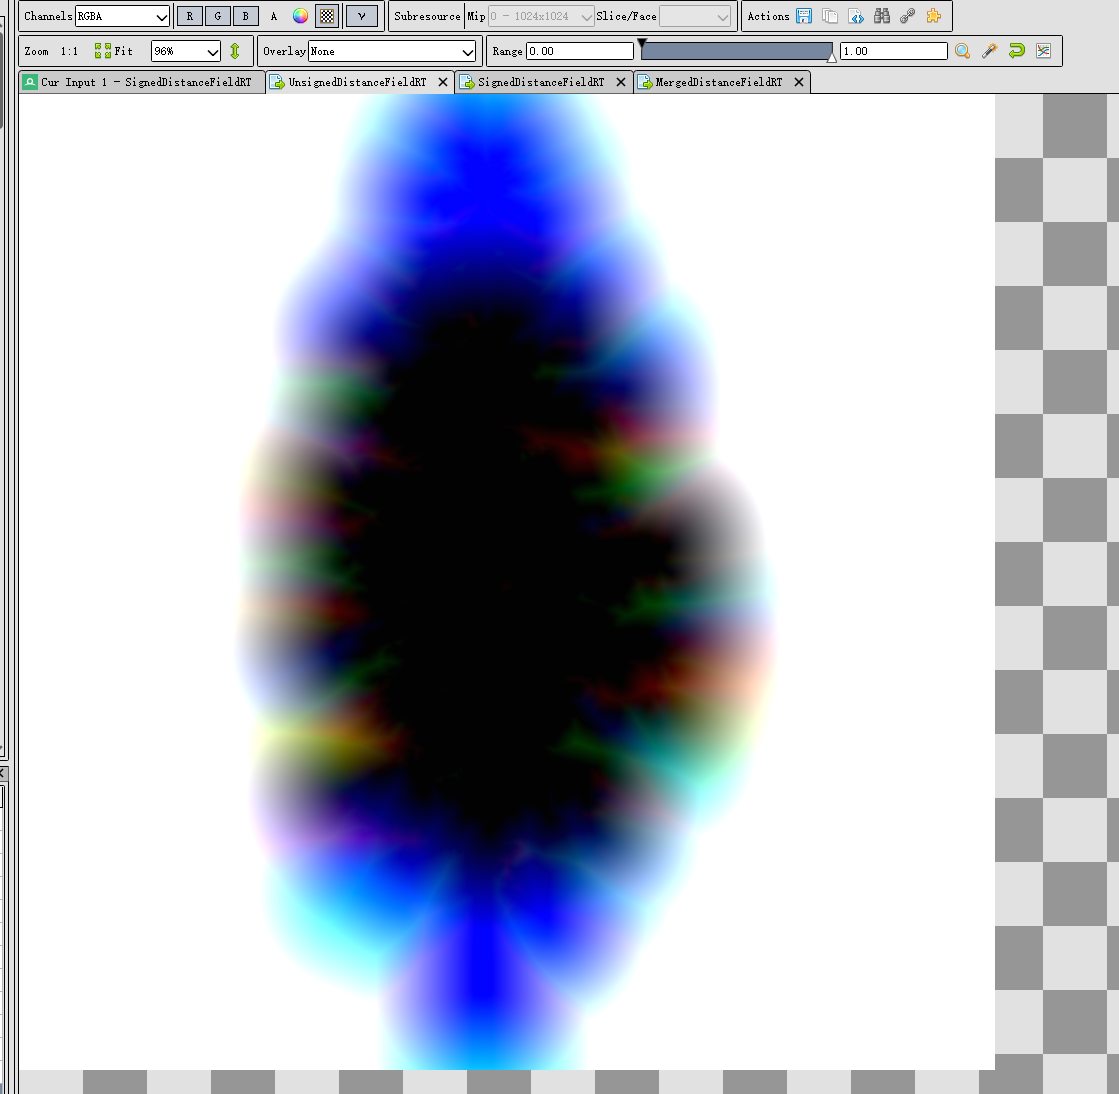 Channels RGBA R G B A γ Subresource Mip 0 - 1024x1024 Slice/Face Actions
Zoom 1:1 Fit 96% Overlay None Range 0.00 1.00
Cur Input 1 - SignedDistanceFieldRT UnsignedDistanceFieldRT SignedDistanceFieldRT MergedDistanceFieldRT